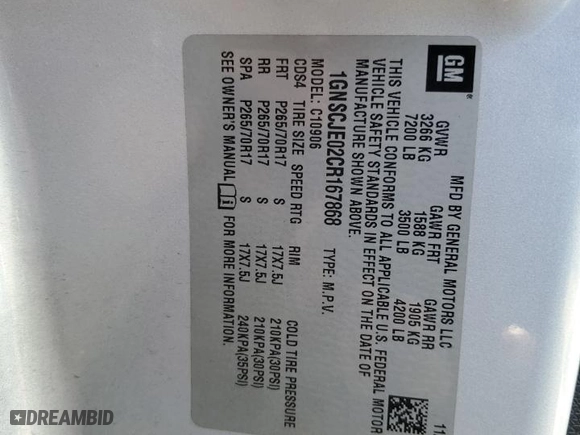 GM ®
MFD BY GENERAL MOTORS LLC 11
GVWR GAWR FRT GAWR RR
3266 KG 1588 KG 1905 KG
7200 LB 3500 LB 4200 LB
THIS VEHICLE CONFORMS TO ALL APPLICABLE U.S. FEDERAL MOTOR
VEHICLE SAFETY STANDARDS IN EFFECT ON THE DATE OF
MANUFACTURE SHOWN ABOVE.
1GNSCJE02CR167868 TYPE: M.P.V.
MODEL: C10906
CDS4 TIRE SIZE SPEED RTG RIM COLD TIRE PRESSURE
FRT P265/70R17 S 17X7.5J 210KPA(30PSI)
RR P265/70R17 S 17X7.5J 210KPA(30PSI)
SPA P265/70R17 S 17X7.5J 240KPA(35PSI)
SEE OWNER'S MANUAL FOR MORE INFORMATION.
DREAMBID